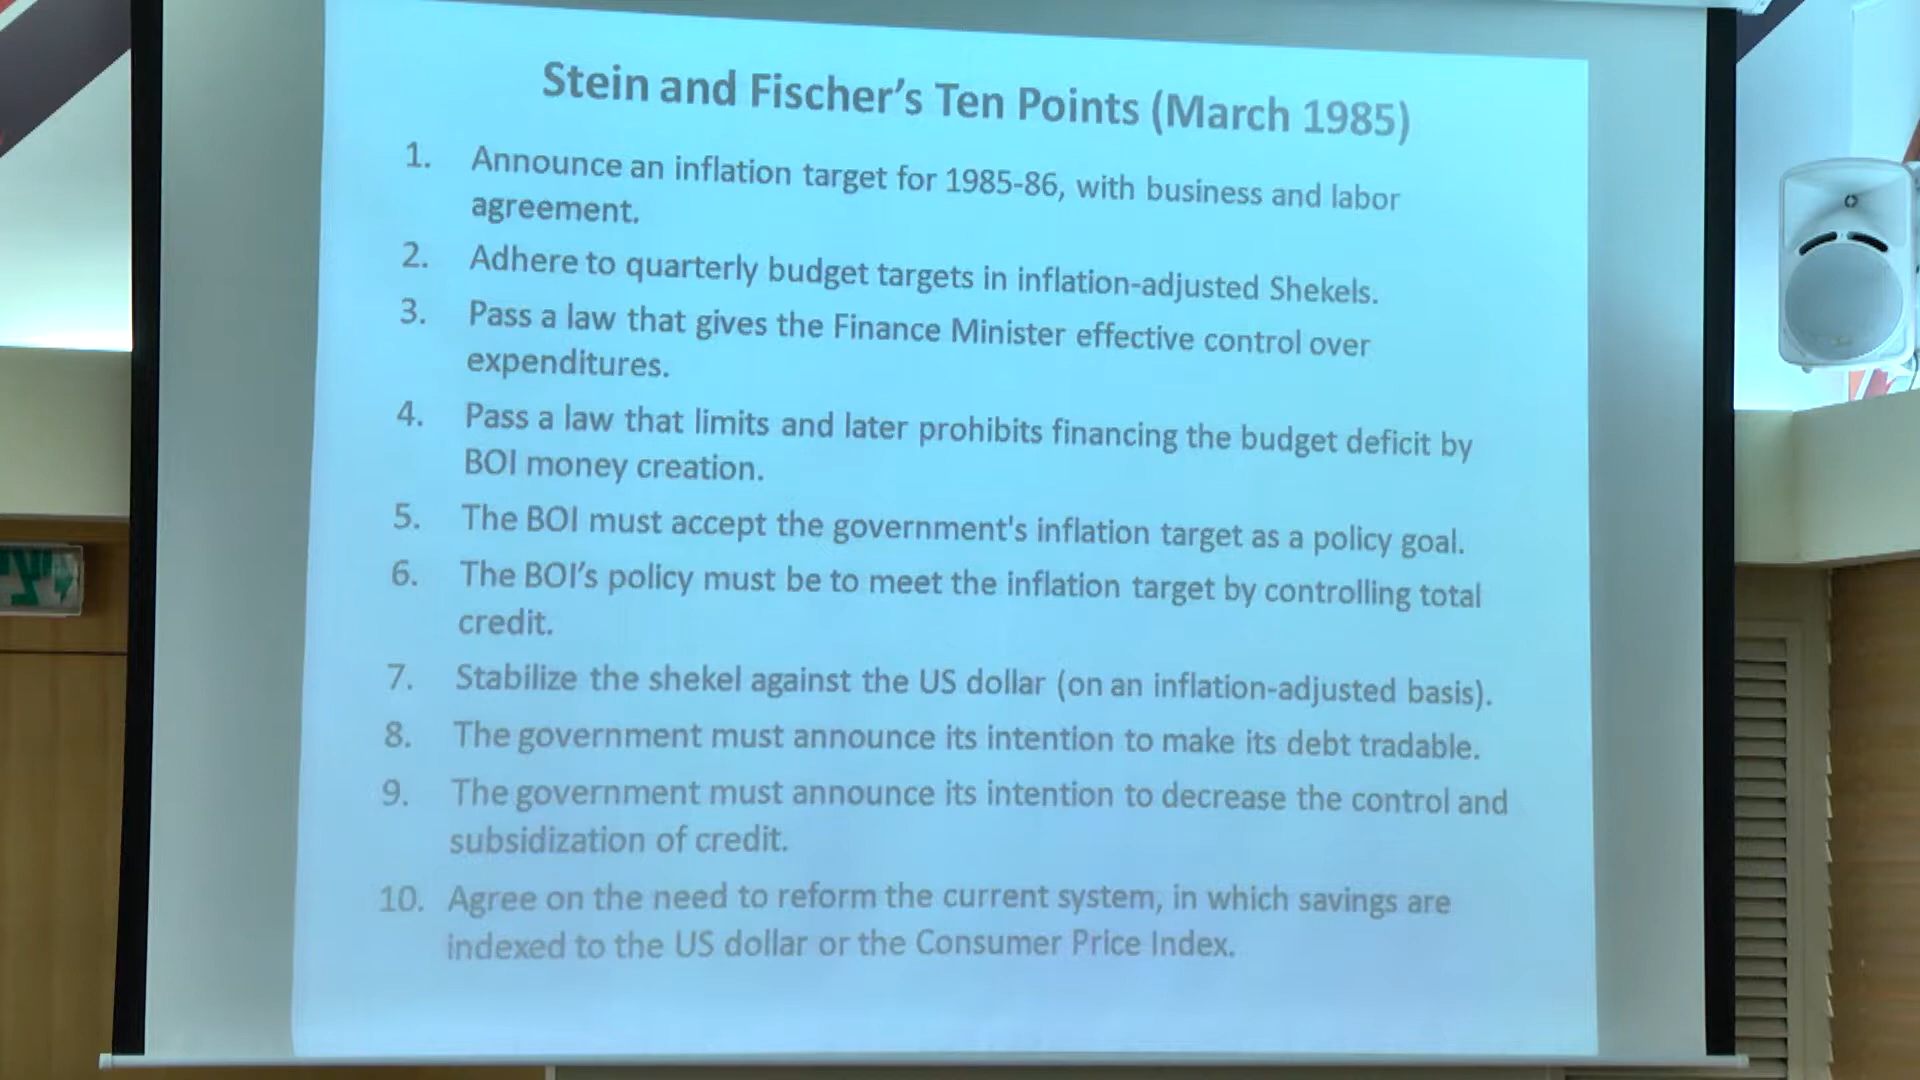 Stein and Fischer’s Ten Points (March 1985)
1. Announce an inflation target for 1985-86, with business and labor
agreement.
2. Adhere to quarterly budget targets in inflation-adjusted Shekels.
3. Pass a law that gives the Finance Minister effective control over
expenditures.
4. Pass a law that limits and later prohibits financing the budget deficit by
BOI money creation.
5. The BOI must accept the government's inflation target as a policy goal.
6. The BOI’s policy must be to meet the inflation target by controlling total
credit.
7. Stabilize the shekel against the US dollar (on an inflation-adjusted basis).
8. The government must announce its intention to make its debt tradable.
9. The government must announce its intention to decrease the control and
subsidization of credit.
10. Agree on the need to reform the current system, in which savings are
indexed to the US dollar or the Consumer Price Index.